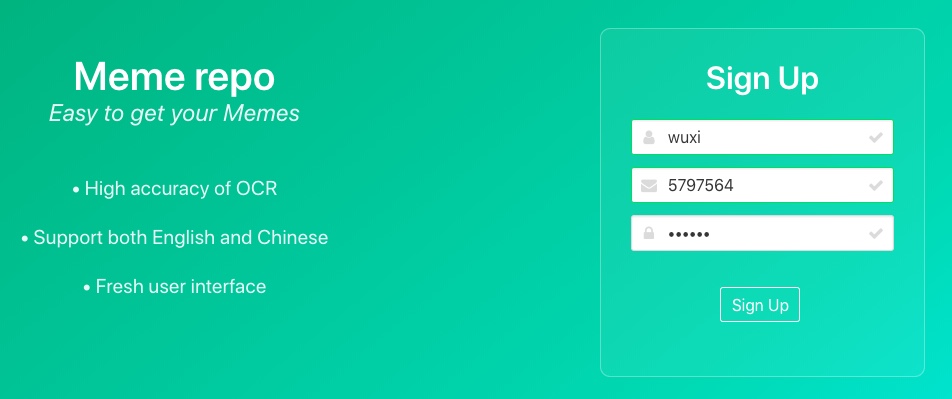 Meme repo
Easy to get your Memes
• High accuracy of OCR
• Support both English and Chinese
• Fresh user interface
Sign Up
wuxi
5797564
••••••
Sign Up